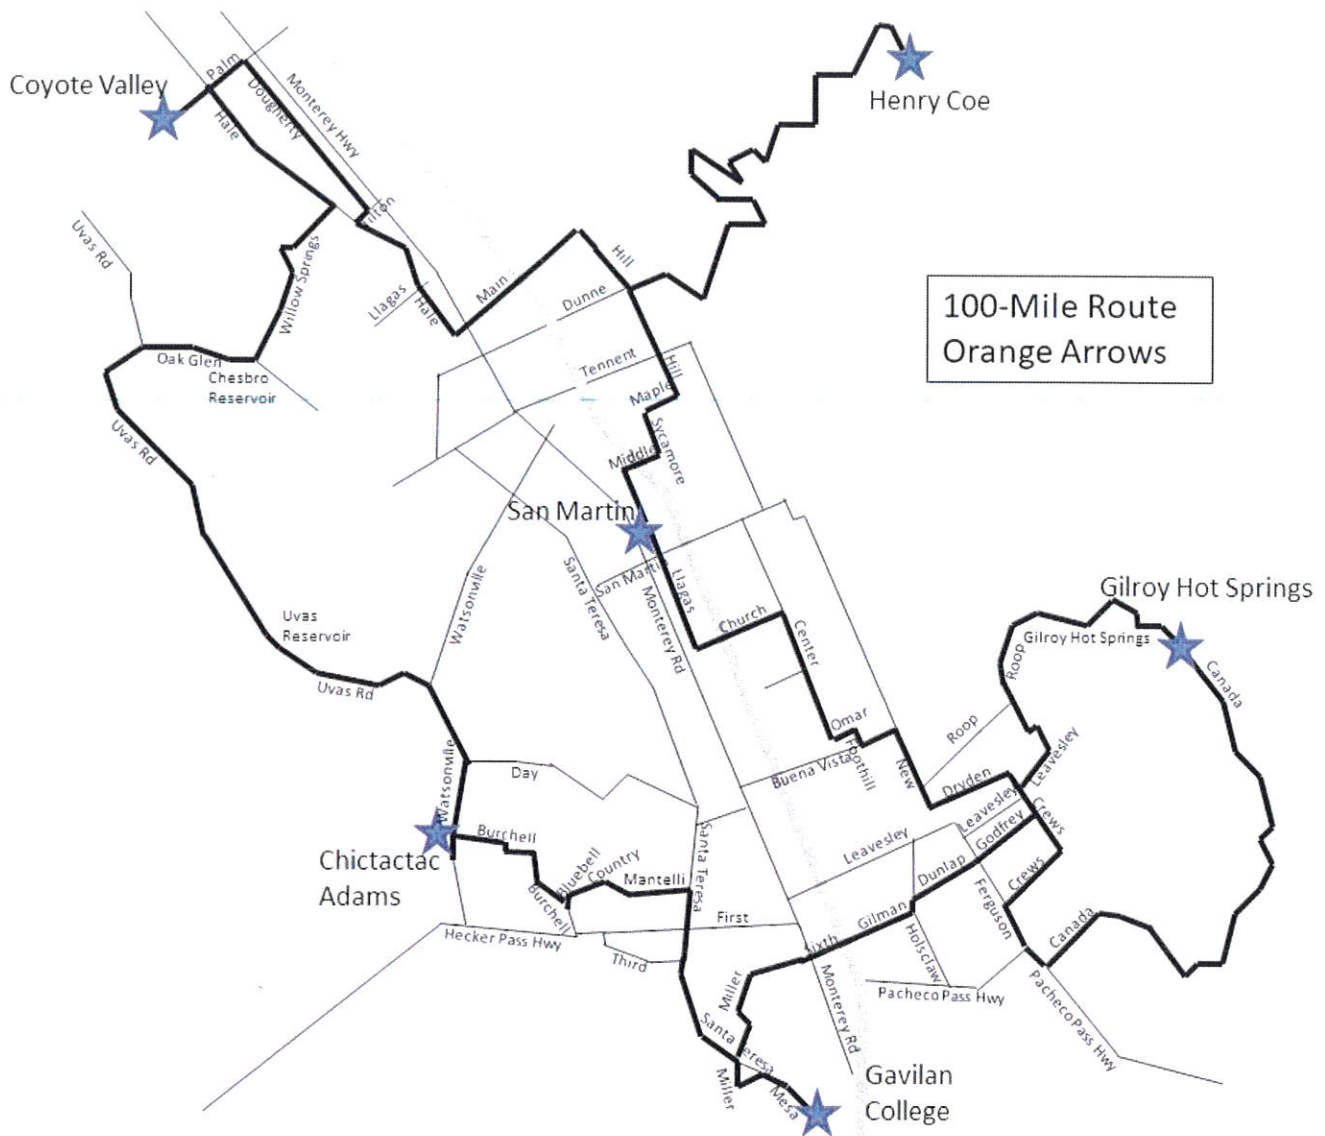 Coyote Valley
Palm
Dougherty
Monterey Hwy
Hale
Henry Coe
Tilton
Uvas Rd
Willow Springs
Llagas
Hale
Main
Hill
Dunne
100-Mile Route
Orange Arrows
Oak Glen
Chesbro
Reservoir
Tennent
Hill
Maple
Sycamore
Uvas Rd
Middle
San Martin
Watsonville
Santa Teresa
San Martin
Llagas
Monterey Rd
Church
Center
Gilroy Hot Springs
Gilroy Hot Springs
Roop
Canada
Uvas
Reservoir
Uvas Rd
Omar
Foothill
Roop
New
Buena Vista
Leavesley
Dryden
Watsonville
Day
Leavesley
Crews
Godfrey
Burchell
Santa Teresa
Leavesley
Crews
Chictactac
Adams
Bluebell
Country
Mantelli
Burchell
Dunlap
Ferguson
First
Gilman
Canada
Hecker Pass Hwy
Third
Sixth
Holsclaw
Miller
Monterey Rd
Pacheco Pass Hwy
Pacheco Pass Hwy
Santa Teresa
Miller
Mesa
Gavilan
College